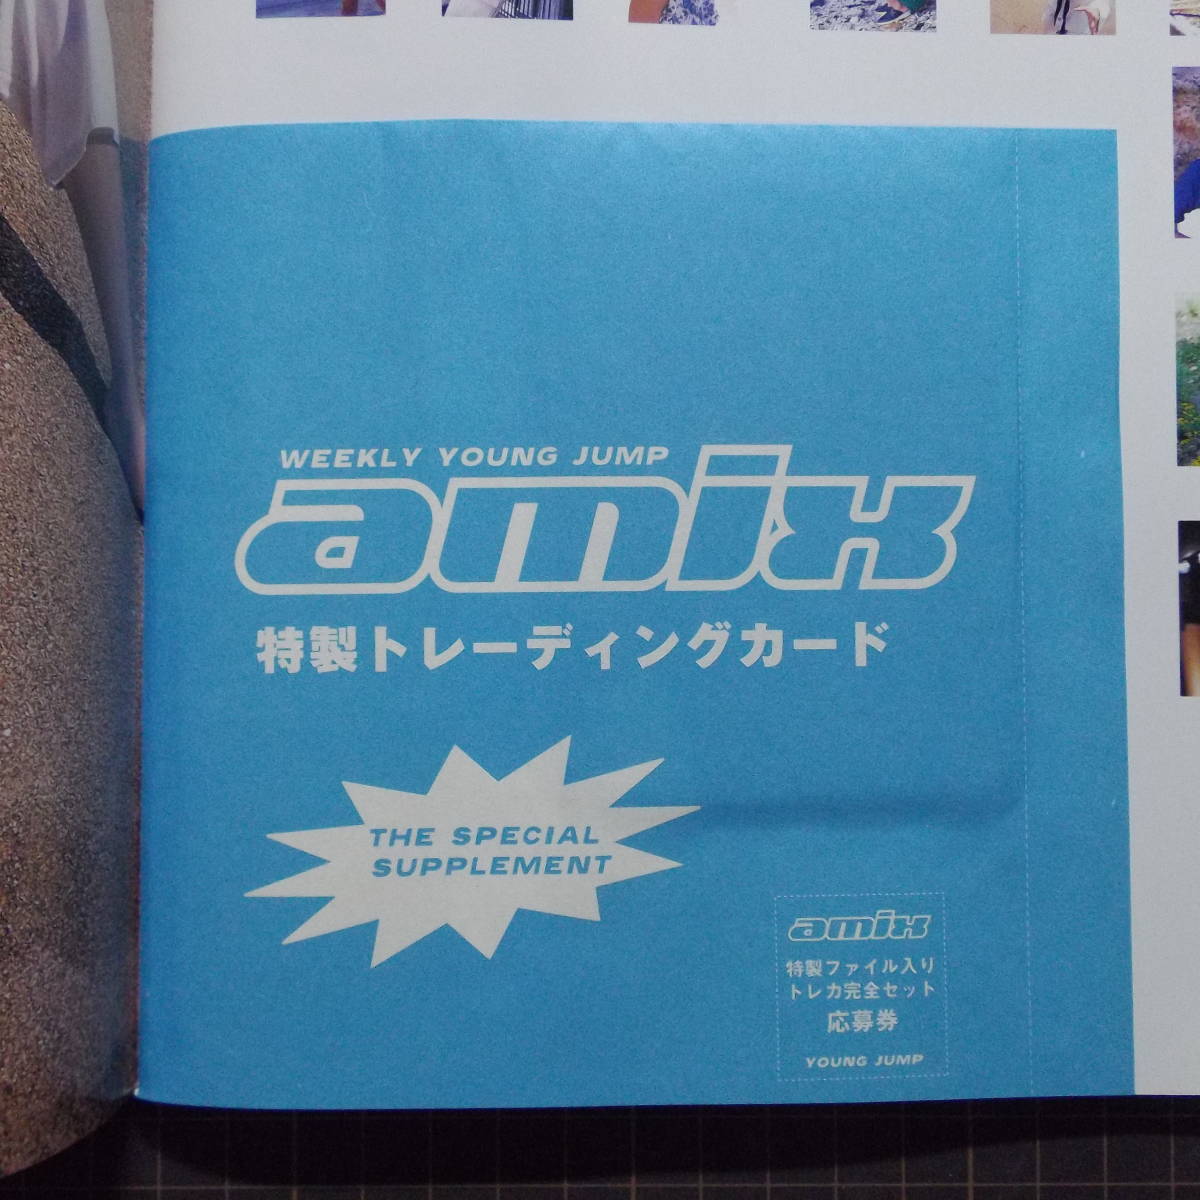 WEEKLY YOUNG JUMP
amix
特製トレーディングカード
THE SPECIAL
SUPPLEMENT
amix
特製ファイル入り
トレカ完全セット
応募券
YOUNG JUMP